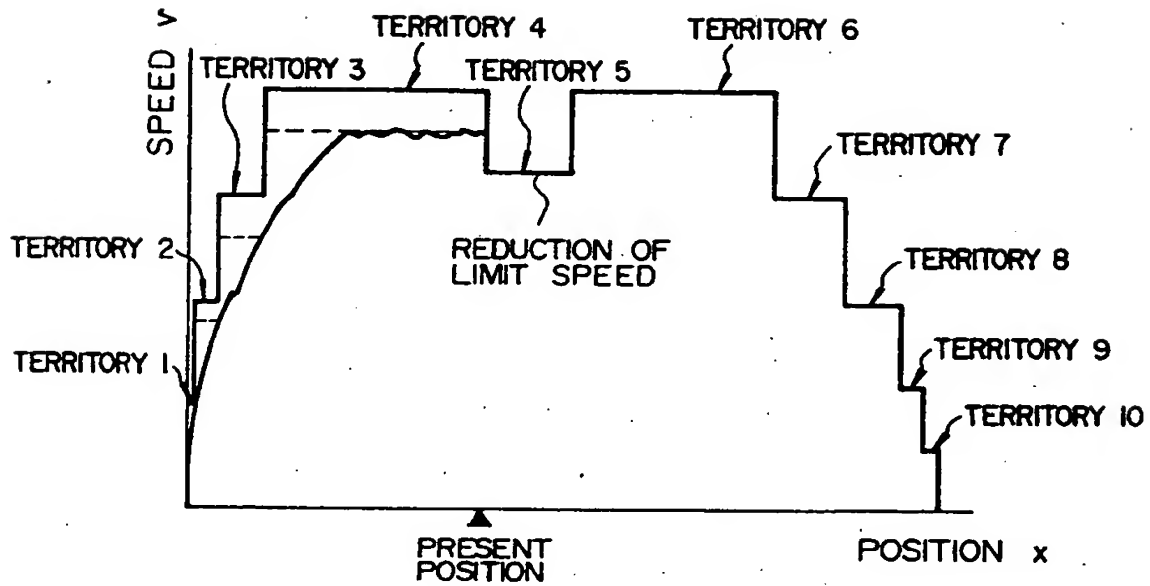 SPEED v
TERRITORY 4
TERRITORY 6
TERRITORY 3
TERRITORY 5
TERRITORY 7
TERRITORY 2
REDUCTION OF
LIMIT SPEED
TERRITORY 8
TERRITORY 1
TERRITORY 9
TERRITORY 10
PRESENT
POSITION
POSITION x